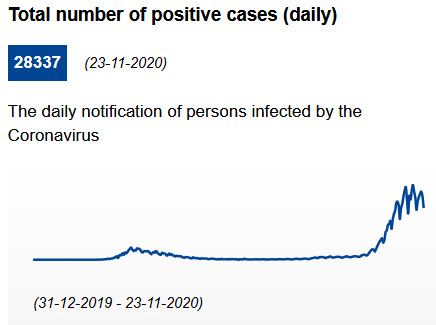 Total number of positive cases (daily)
28337 (23-11-2020)
The daily notification of persons infected by the
Coronavirus
(31-12-2019 - 23-11-2020)